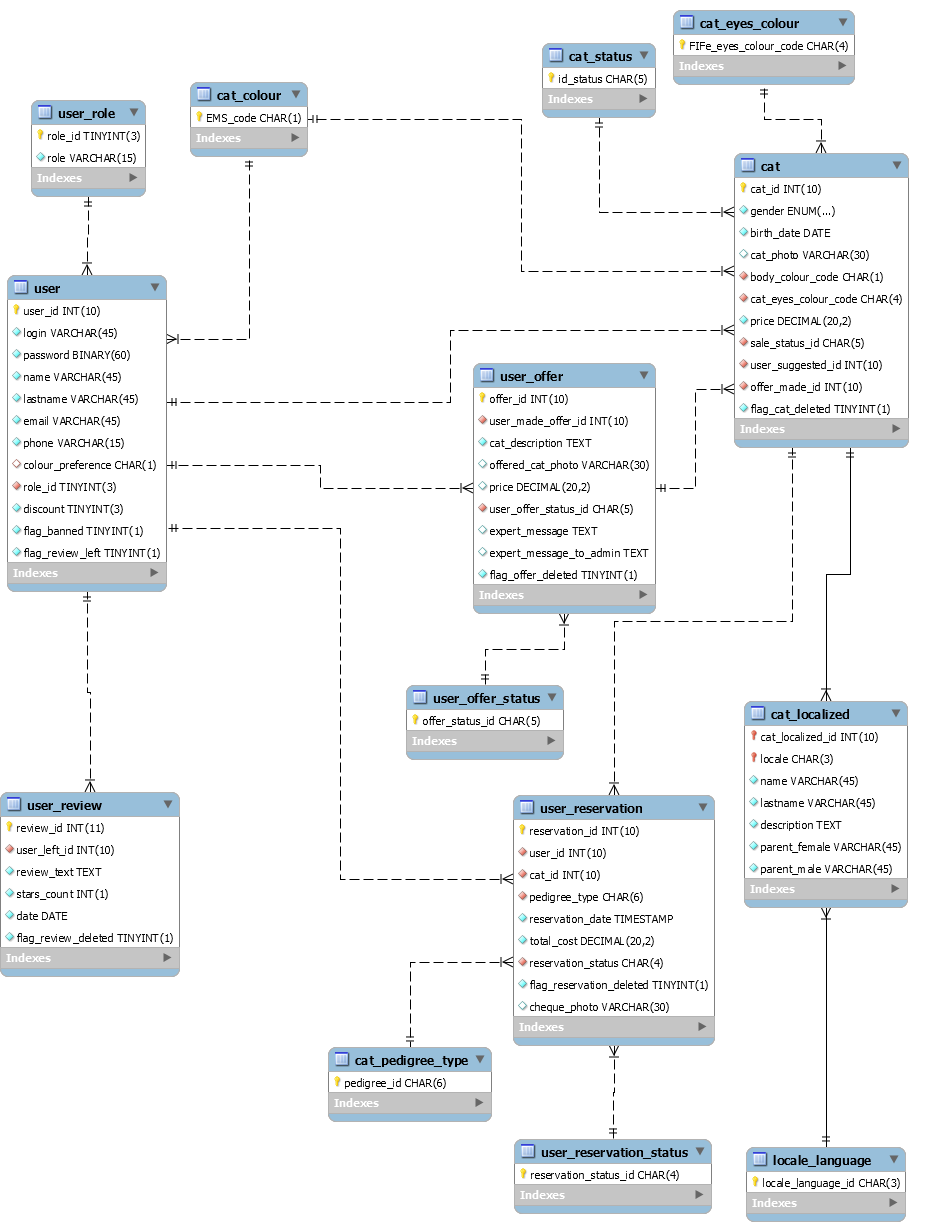 cat_eyes_colour
FIFe_eyes_colour_code CHAR(4)
Indexes
cat_status
id_status CHAR(5)
Indexes
cat_colour
EMS_code CHAR(1)
Indexes
user_role
role_id TINYINT(3)
role VARCHAR(15)
Indexes
cat
cat_id INT(10)
gender ENUM(...)
birth_date DATE
cat_photo VARCHAR(30)
body_colour_code CHAR(1)
cat_eyes_colour_code CHAR(4)
price DECIMAL(20,2)
sale_status_id CHAR(5)
user_suggested_id INT(10)
offer_made_id INT(10)
flag_cat_deleted TINYINT(1)
Indexes
user
user_id INT(10)
login VARCHAR(45)
password BINARY(60)
name VARCHAR(45)
lastname VARCHAR(45)
email VARCHAR(45)
phone VARCHAR(15)
colour_preference CHAR(1)
role_id TINYINT(3)
discount TINYINT(3)
flag_banned TINYINT(1)
flag_review_left TINYINT(1)
Indexes
user_offer
offer_id INT(10)
user_made_offer_id INT(10)
cat_description TEXT
offered_cat_photo VARCHAR(30)
price DECIMAL(20,2)
user_offer_status_id CHAR(5)
expert_message TEXT
expert_message_to_admin TEXT
flag_offer_deleted TINYINT(1)
Indexes
user_offer_status
offer_status_id CHAR(5)
Indexes
cat_localized
cat_localized_id INT(10)
locale CHAR(3)
name VARCHAR(45)
lastname VARCHAR(45)
description TEXT
parent_female VARCHAR(45)
parent_male VARCHAR(45)
Indexes
user_review
review_id INT(11)
user_left_id INT(10)
review_text TEXT
stars_count INT(1)
date DATE
flag_review_deleted TINYINT(1)
Indexes
user_reservation
reservation_id INT(10)
user_id INT(10)
cat_id INT(10)
pedigree_type CHAR(6)
reservation_date TIMESTAMP
total_cost DECIMAL(20,2)
reservation_status CHAR(4)
flag_reservation_deleted TINYINT(1)
cheque_photo VARCHAR(30)
Indexes
cat_pedigree_type
pedigree_id CHAR(6)
Indexes
user_reservation_status
reservation_status_id CHAR(4)
Indexes
locale_language
locale_language_id CHAR(3)
Indexes